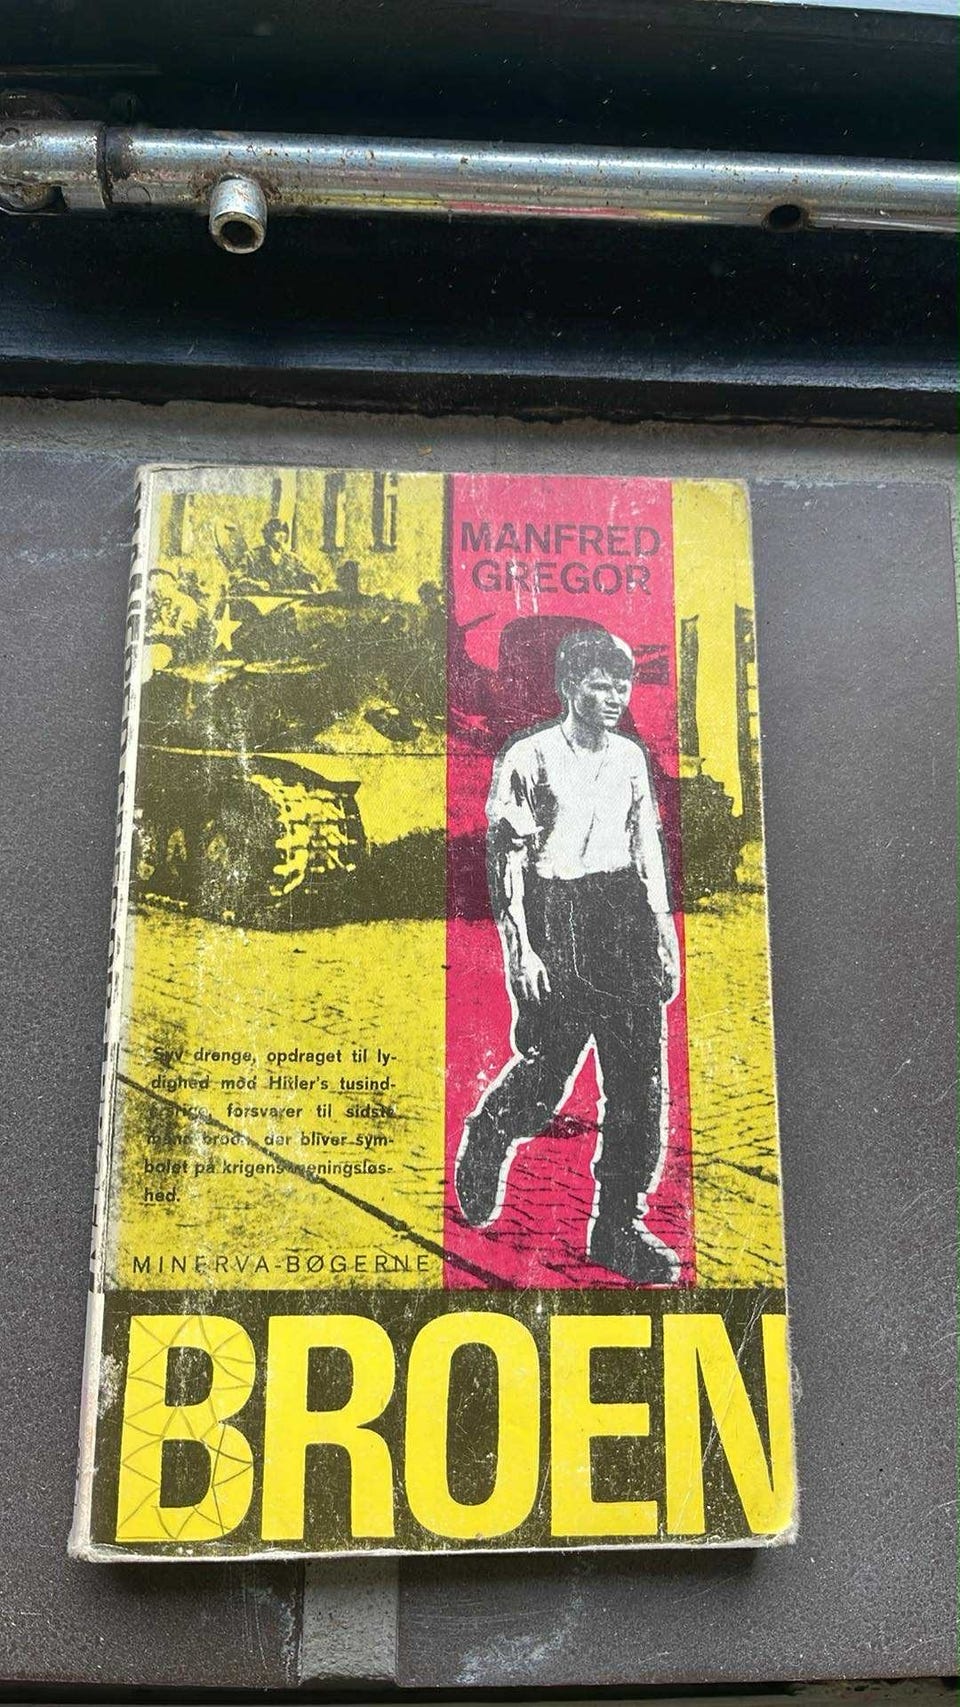 MANFRED
GREGOR
Syv drenge, opdraget til ly-
dighed mod Hitler's tusind-
forsvarer til sidste
mand broen, der bliver sym-
bolet på krigens meningsløs-
hed.
MINERVA-BØGERNE
BROEN